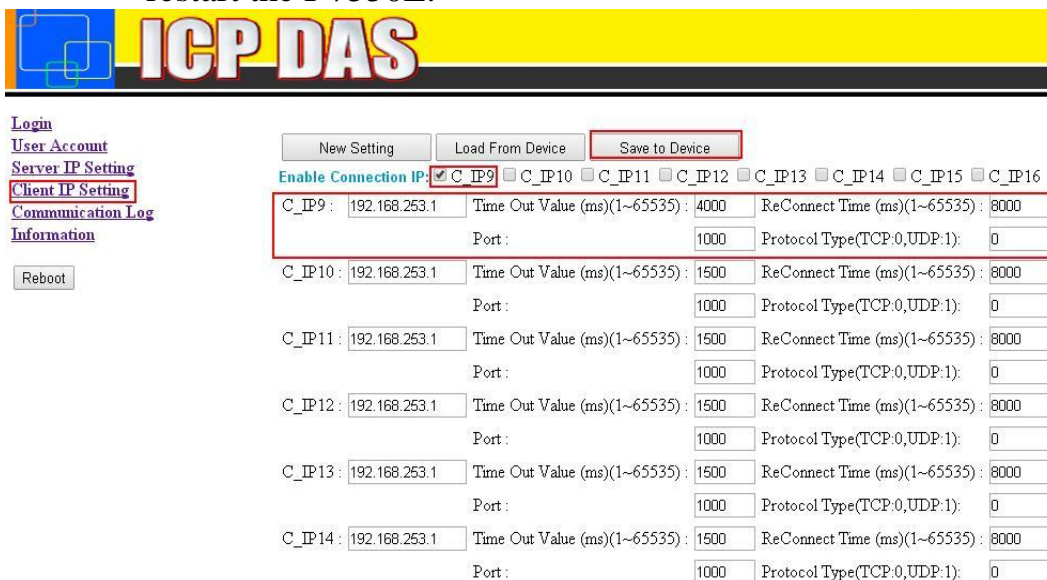 restart the I-7530Z.
ICP DAS
Login
User Account
Server IP Setting
Client IP Setting
Communication Log
Information
Reboot
New Setting Load From Device Save to Device
Enable Connection IP: C_IP9 C_IP10 C_IP11 C_IP12 C_IP13 C_IP14 C_IP15 C_IP16
C_IP9 : 192.168.253.1 Time Out Value (ms)(1~65535) : 4000 ReConnect Time (ms)(1~65535) : 8000
Port : 1000 Protocol Type(TCP:0,UDP:1): 0
C_IP10 : 192.168.253.1 Time Out Value (ms)(1~65535) : 1500 ReConnect Time (ms)(1~65535) : 8000
Port : 1000 Protocol Type(TCP:0,UDP:1): 0
C_IP11 : 192.168.253.1 Time Out Value (ms)(1~65535) : 1500 ReConnect Time (ms)(1~65535) : 8000
Port : 1000 Protocol Type(TCP:0,UDP:1): 0
C_IP12 : 192.168.253.1 Time Out Value (ms)(1~65535) : 1500 ReConnect Time (ms)(1~65535) : 8000
Port : 1000 Protocol Type(TCP:0,UDP:1): 0
C_IP13 : 192.168.253.1 Time Out Value (ms)(1~65535) : 1500 ReConnect Time (ms)(1~65535) : 8000
Port : 1000 Protocol Type(TCP:0,UDP:1): 0
C_IP14 : 192.168.253.1 Time Out Value (ms)(1~65535) : 1500 ReConnect Time (ms)(1~65535) : 8000
Port : 1000 Protocol Type(TCP:0,UDP:1): 0